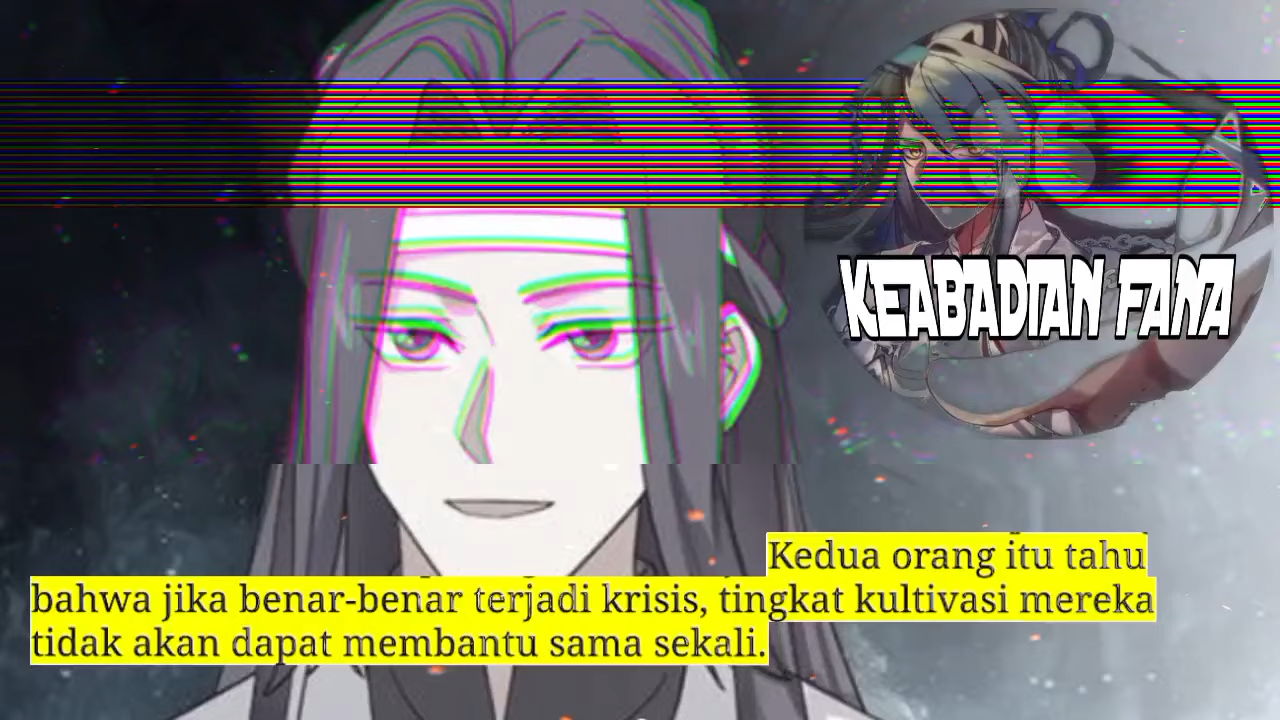 KEABADIAN FANA
Kedua orang itu tahu
bahwa jika benar-benar terjadi krisis, tingkat kultivasi mereka
tidak akan dapat membantu sama sekali.